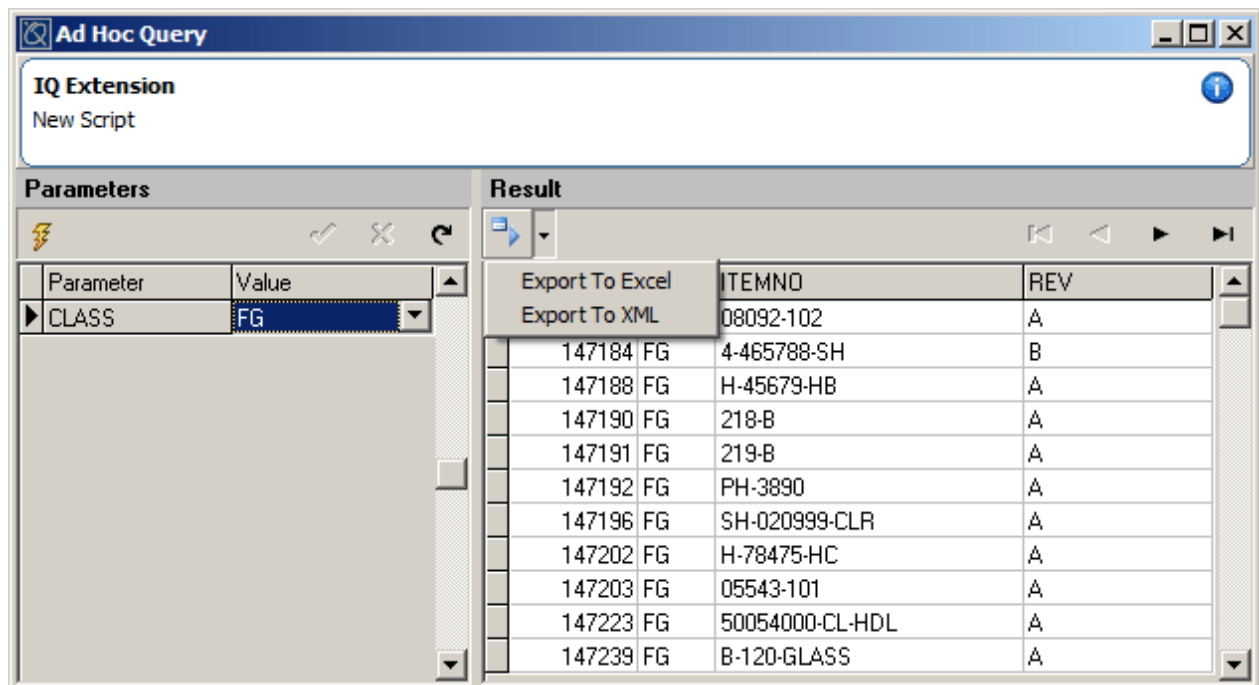 Ad Hoc Query
IQ Extension
New Script
Parameters
Result
Parameter Value
CLASS FG
Export To Excel
Export To XML
ITEMNO REV
08092-102 A
147184 FG 4-465788-SH B
147188 FG H-45679-HB A
147190 FG 218-B A
147191 FG 219-B A
147192 FG PH-3890 A
147196 FG SH-020999-CLR A
147202 FG H-78475-HC A
147203 FG 05543-101 A
147223 FG 50054000-CL-HDL A
147239 FG B-120-GLASS A